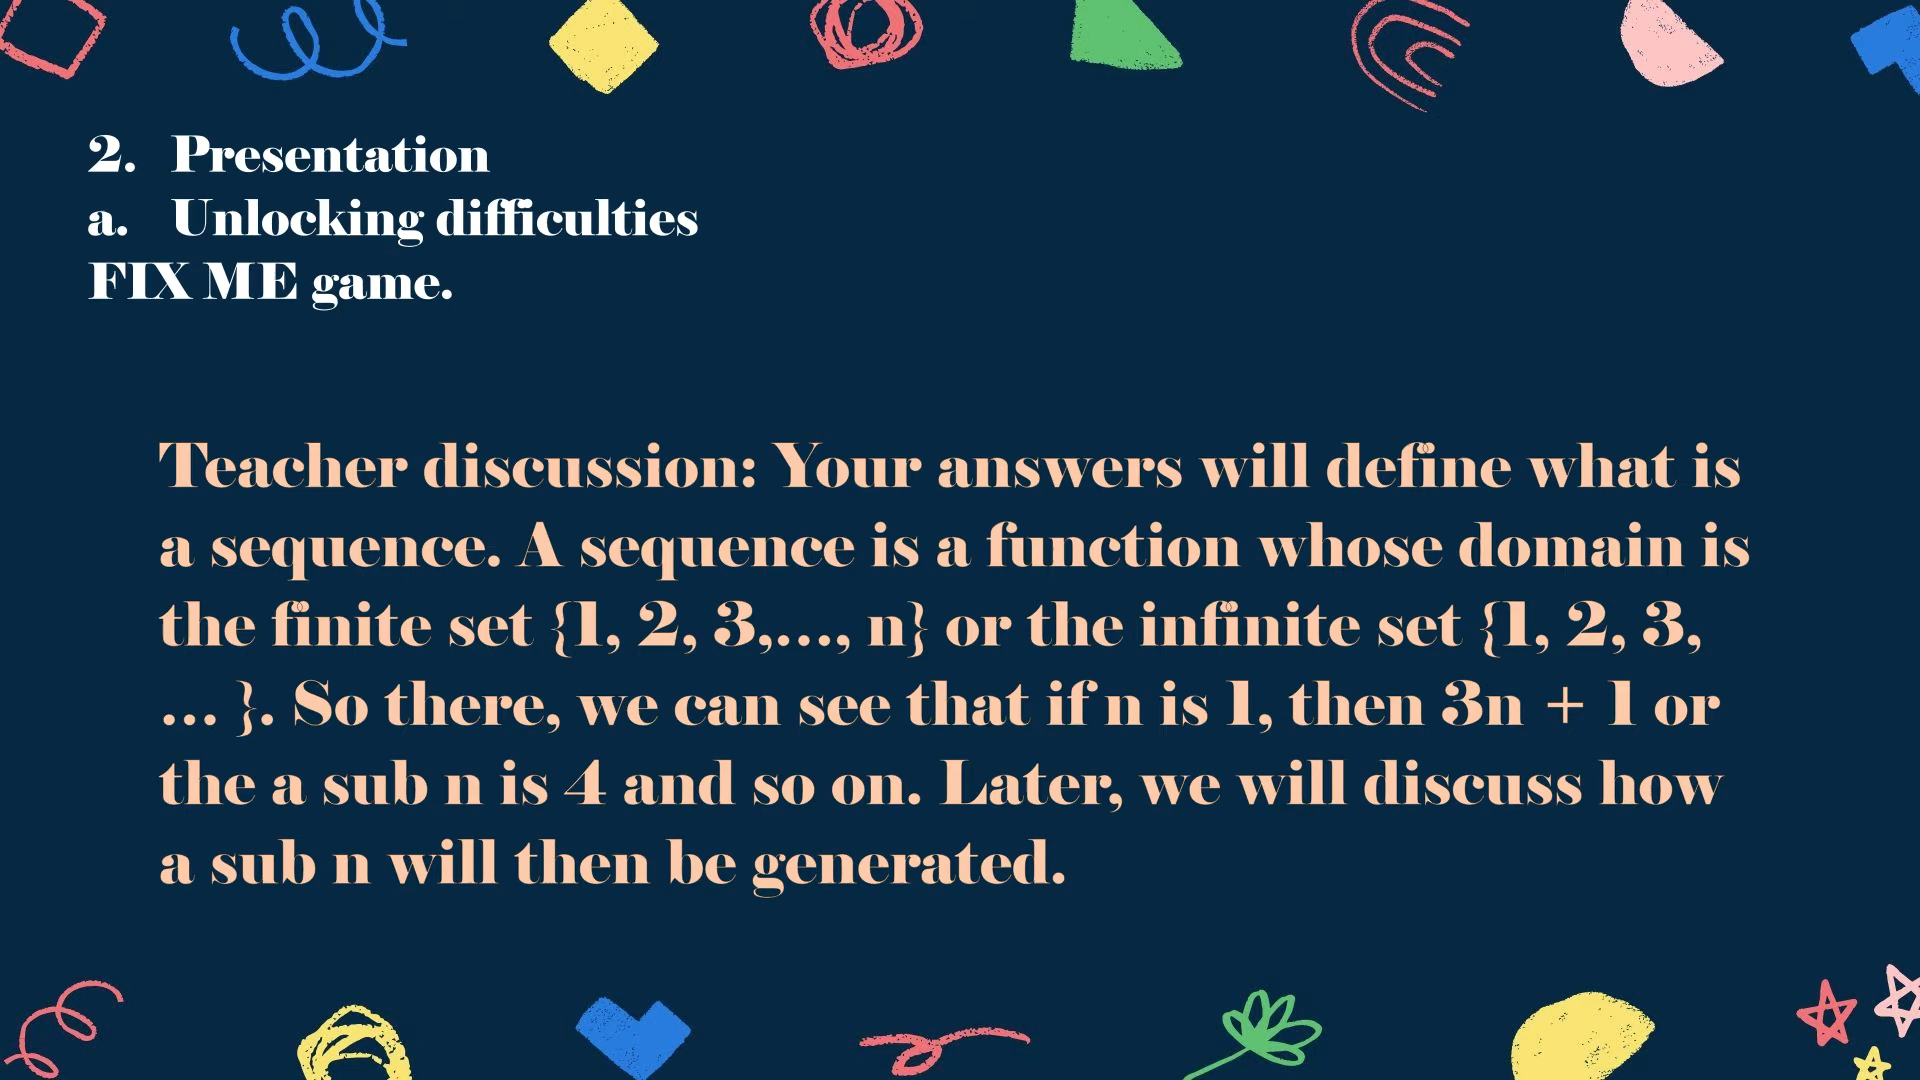 2. Presentation
a. Unlocking difficulties
FIX ME game.
Teacher discussion: Your answers will define what is
a sequence. A sequence is a function whose domain is
the finite set {1, 2, 3,…, n} or the infinite set {1, 2, 3,
… }. So there, we can see that if n is 1, then 3n + 1 or
the a sub n is 4 and so on. Later, we will discuss how
a sub n will then be generated.